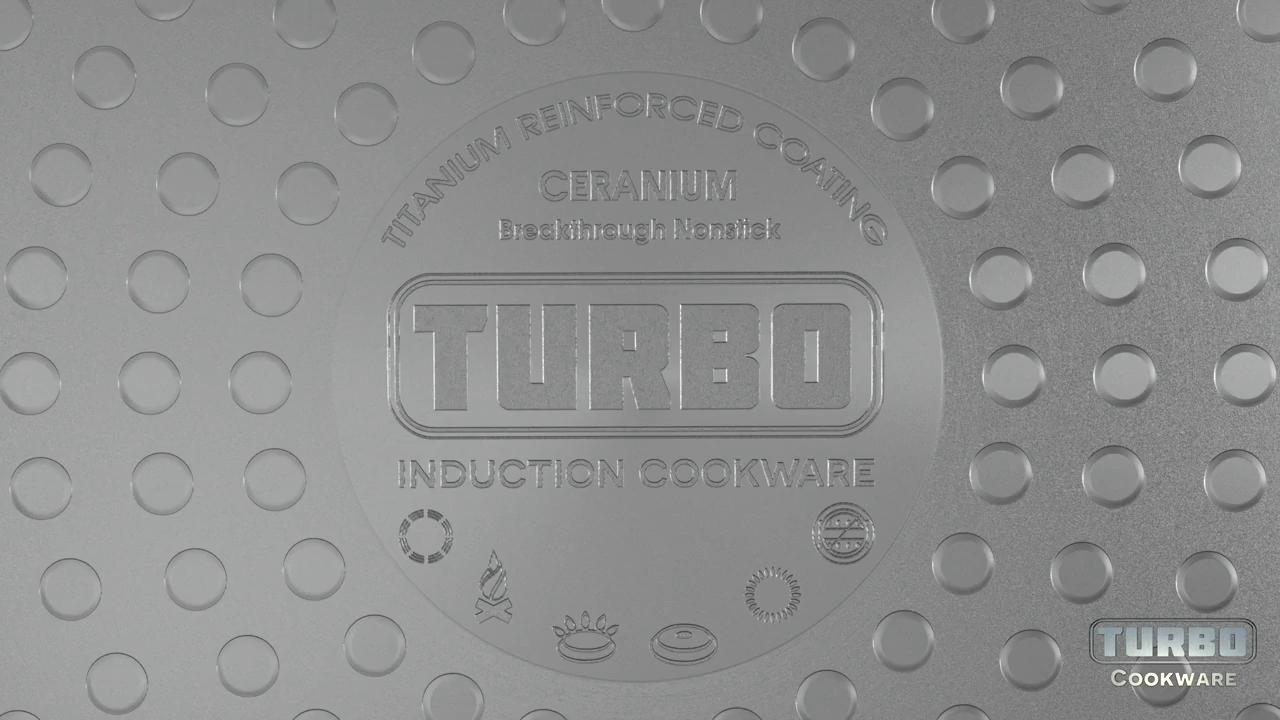 TITANIUM REINFORCED COATING
CERANIUM
Breakthrough Nonstick
TURBO
INDUCTION COOKWARE
TURBO
COOKWARE